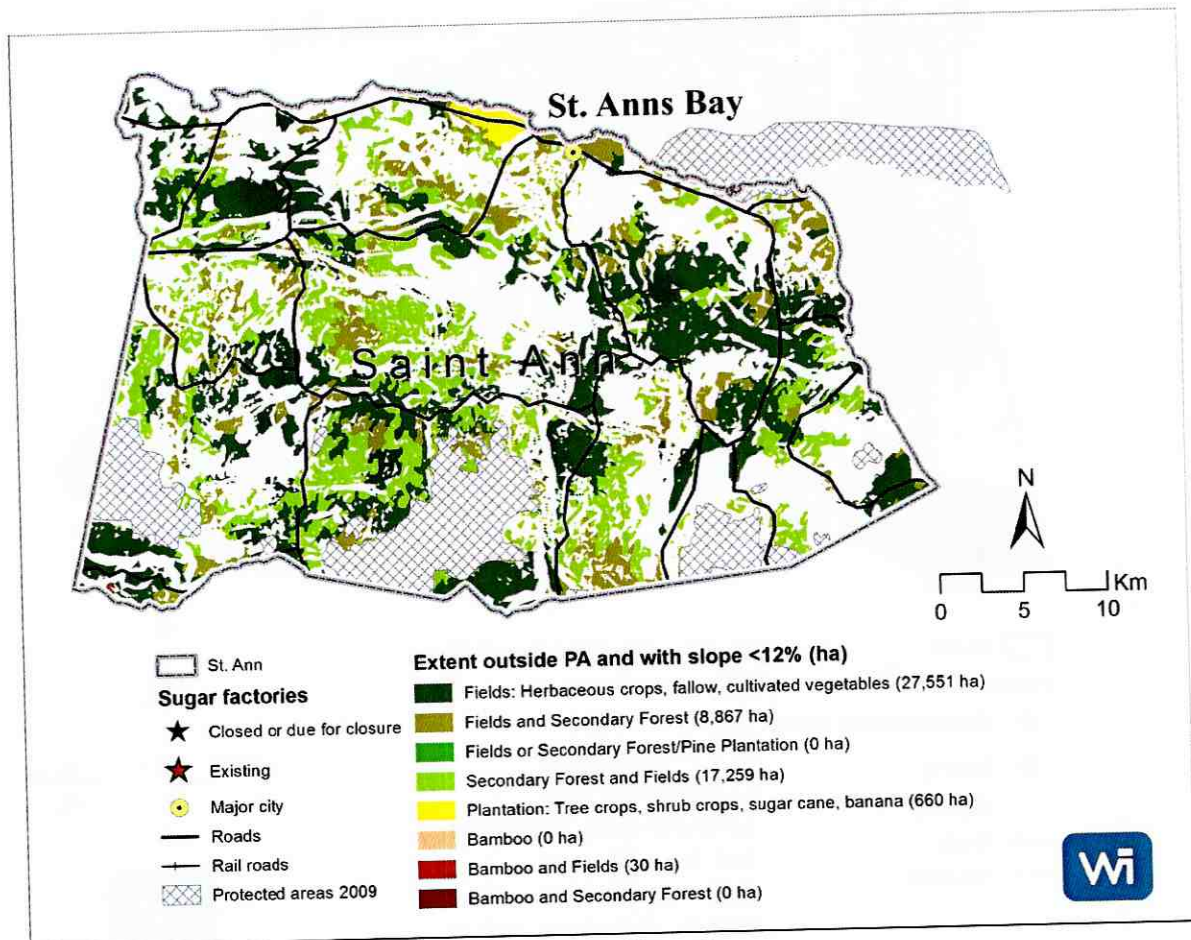 St. Anns Bay
Saint Ann
N
Km
0 5 10
St. Ann
Sugar factories
Closed or due for closure
Existing
Major city
Roads
Rail roads
Protected areas 2009
Extent outside PA and with slope <12% (ha)
Fields: Herbaceous crops, fallow, cultivated vegetables (27,551 ha)
Fields and Secondary Forest (8,867 ha)
Fields or Secondary Forest/Pine Plantation (0 ha)
Secondary Forest and Fields (17,259 ha)
Plantation: Tree crops, shrub crops, sugar cane, banana (660 ha)
Bamboo (0 ha)
Bamboo and Fields (30 ha)
Bamboo and Secondary Forest (0 ha)
Wi